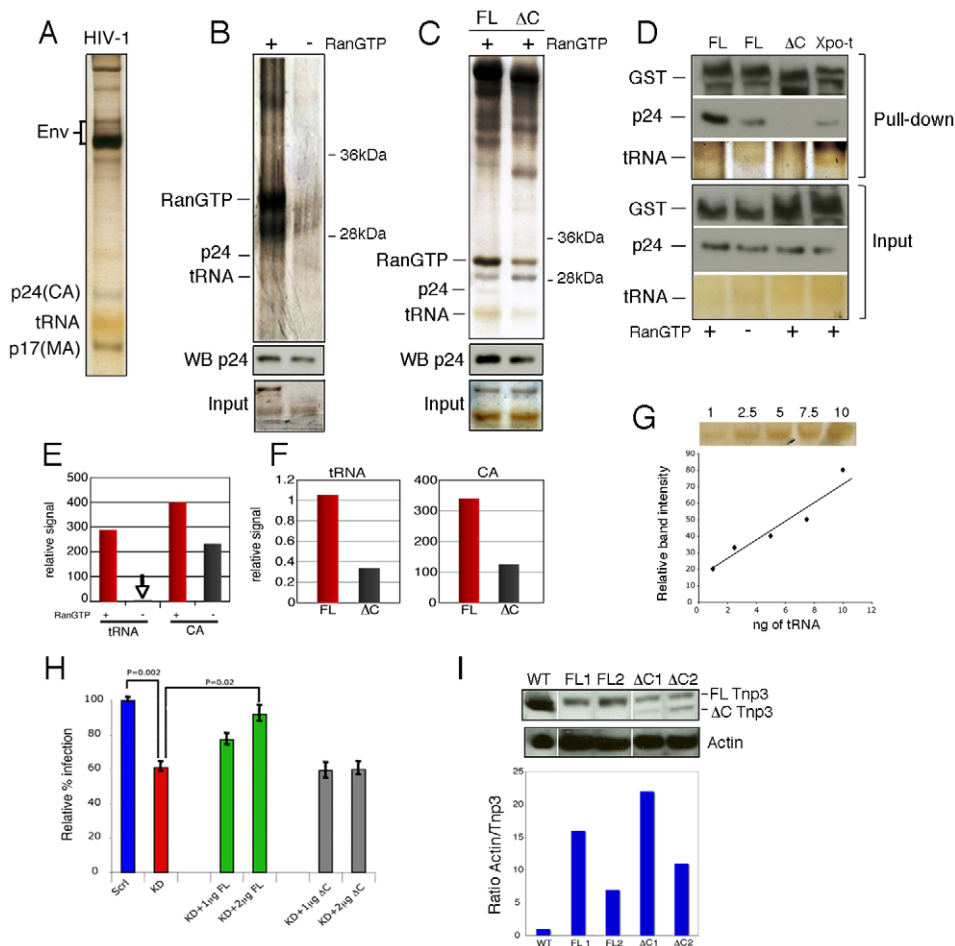 A
HIV-1
Env
p24(CA)
tRNA
p17(MA)
B
RanGTP
+ -
36kDa
RanGTP
28kDa
p24
tRNA
WB p24
Input
C
FL ΔC
+ + RanGTP
36kDa
RanGTP
28kDa
p24
tRNA
WB p24
Input
D
FL FL ΔC Xpo-t
GST
p24
tRNA
Pull-down
GST
p24
tRNA
Input
RanGTP + - + +
E
relative signal
500
400
300
200
100
0
RanGTP + - + -
tRNA CA
F
tRNA
relative signal
1.2
1
0.8
0.6
0.4
0.2
0
FL ΔC
CA
400
300
200
100
0
FL ΔC
G
1 2.5 5 7.5 10
Relative band intensity
90
80
70
60
50
40
30
20
10
0
0 2 4 6 8 10 12
ng of tRNA
H
P=0.002
P=0.02
Relative % infection
100
80
60
40
20
0
Scrl
KD
KD+1µg FL
KD+2µg FL
KD+1µg ΔC
KD+2µg ΔC
I
WT FL1 FL2 ΔC1 ΔC2
FL Tnp3
ΔC Tnp3
Actin
Ratio Actin/Tnp3
25
20
15
10
5
0
WT FL 1 FL2 ΔC1 ΔC2